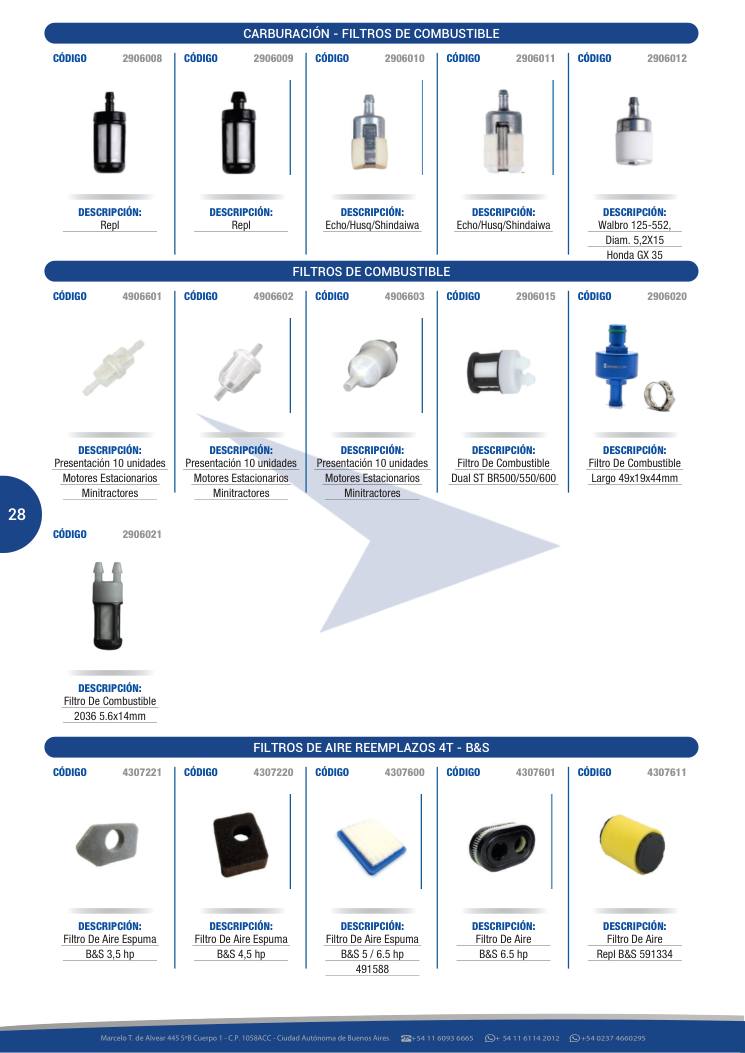 CARBURACIÓN - FILTROS DE COMBUSTIBLE
CÓDIGO 2906008
CÓDIGO 2906009
CÓDIGO 2906010
CÓDIGO 2906011
CÓDIGO 2906012
DESCRIPCIÓN:
Repl
DESCRIPCIÓN:
Repl
DESCRIPCIÓN:
Echo/Husq/Shindaiwa
DESCRIPCIÓN:
Echo/Husq/Shindaiwa
DESCRIPCIÓN:
Walbro 125-552,
Diam. 5,2X15
Honda GX 35
FILTROS DE COMBUSTIBLE
CÓDIGO 4906601
CÓDIGO 4906602
CÓDIGO 4906603
CÓDIGO 2906015
CÓDIGO 2906020
DESCRIPCIÓN:
Presentación 10 unidades
Motores Estacionarios
Minitractores
DESCRIPCIÓN:
Presentación 10 unidades
Motores Estacionarios
Minitractores
DESCRIPCIÓN:
Presentación 10 unidades
Motores Estacionarios
Minitractores
DESCRIPCIÓN:
Filtro De Combustible
Dual ST BR500/550/600
DESCRIPCIÓN:
Filtro De Combustible
Largo 49x19x44mm
28
CÓDIGO 2906021
DESCRIPCIÓN:
Filtro De Combustible
2036 5.6x14mm
FILTROS DE AIRE REEMPLAZOS 4T - B&S
CÓDIGO 4307221
CÓDIGO 4307220
CÓDIGO 4307600
CÓDIGO 4307601
CÓDIGO 4307611
DESCRIPCIÓN:
Filtro De Aire Espuma
B&S 3,5 hp
DESCRIPCIÓN:
Filtro De Aire Espuma
B&S 4,5 hp
DESCRIPCIÓN:
Filtro De Aire Espuma
B&S 5 / 6.5 hp
491588
DESCRIPCIÓN:
Filtro De Aire
B&S 6.5 hp
DESCRIPCIÓN:
Filtro De Aire
Repl B&S 591334
Marcelo T. de Alvear 445 5ºB Cuerpo 1 - C.P. 1058ACC - Ciudad Autónoma de Buenos Aires. +54 11 6093 6665 + 54 11 6114 2012 +54 0237 4660295